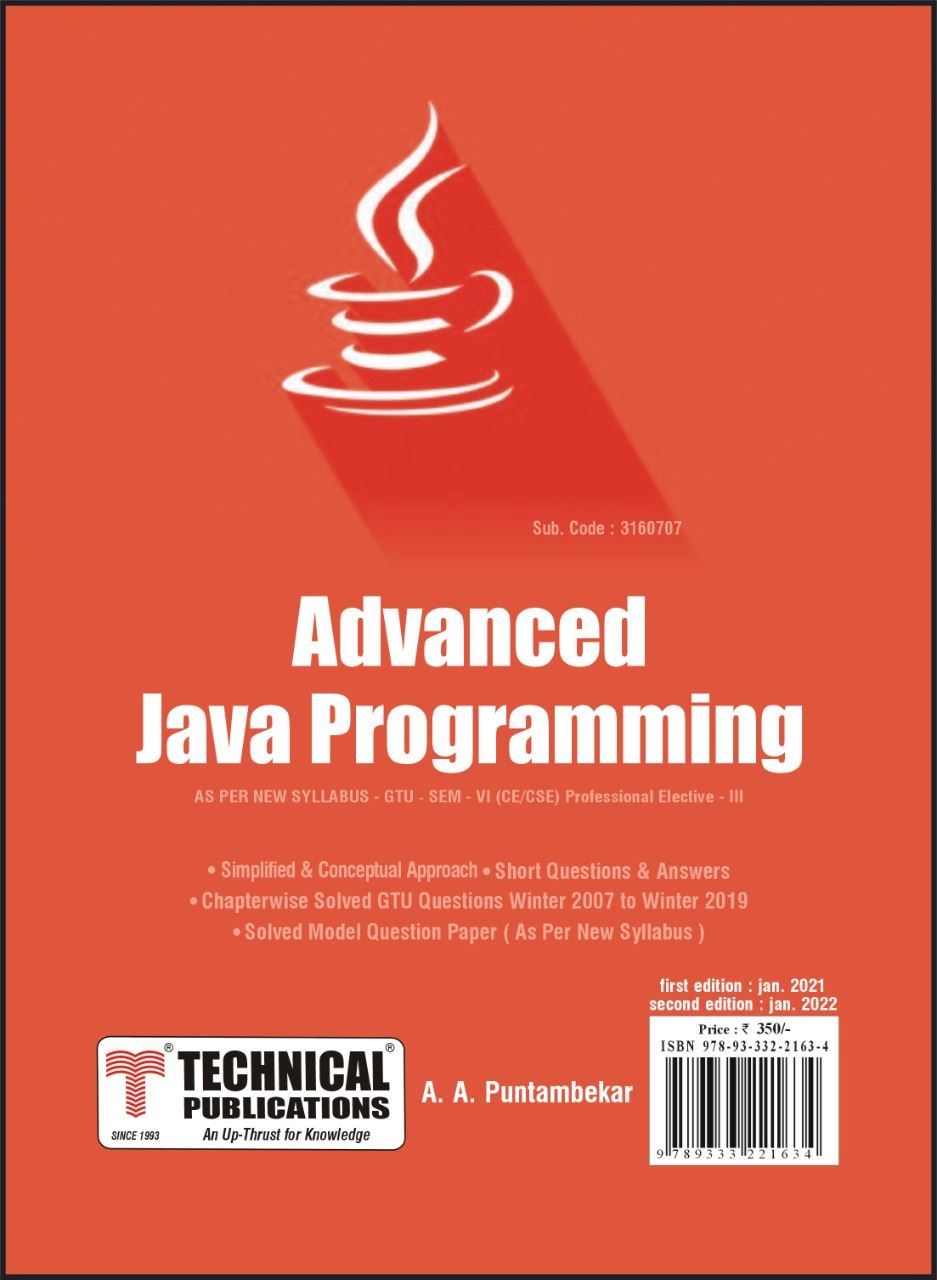 Sub. Code : 3160707
Advanced
Java Programming
AS PER NEW SYLLABUS - GTU - SEM - VI (CE/CSE) Professional Elective - III
• Simplified & Conceptual Approach • Short Questions & Answers
• Chapterwise Solved GTU Questions Winter 2007 to Winter 2019
• Solved Model Question Paper ( As Per New Syllabus )
first edition : jan. 2021
second edition : jan. 2022
Price : ₹ 350/-
ISBN 978-93-332-2163-4
9 789333 221634
® TECHNICAL ®
PUBLICATIONS
SINCE 1993 An Up-Thrust for Knowledge
A. A. Puntambekar